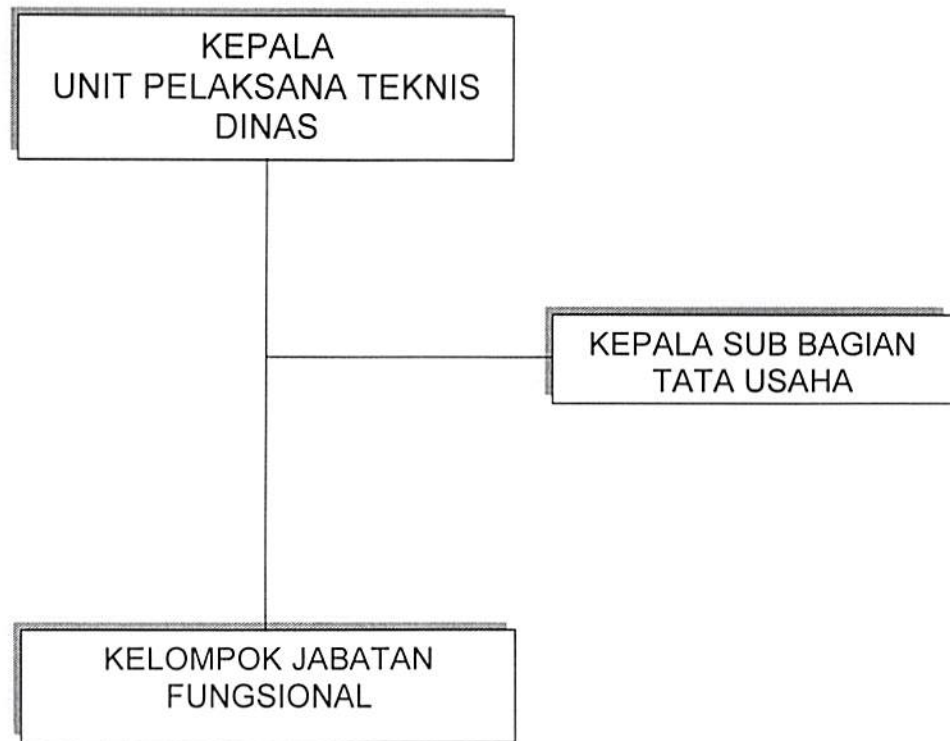 KEPALA
UNIT PELAKSANA TEKNIS
DINAS
KEPALA SUB BAGIAN
TATA USAHA
KELOMPOK JABATAN
FUNGSIONAL